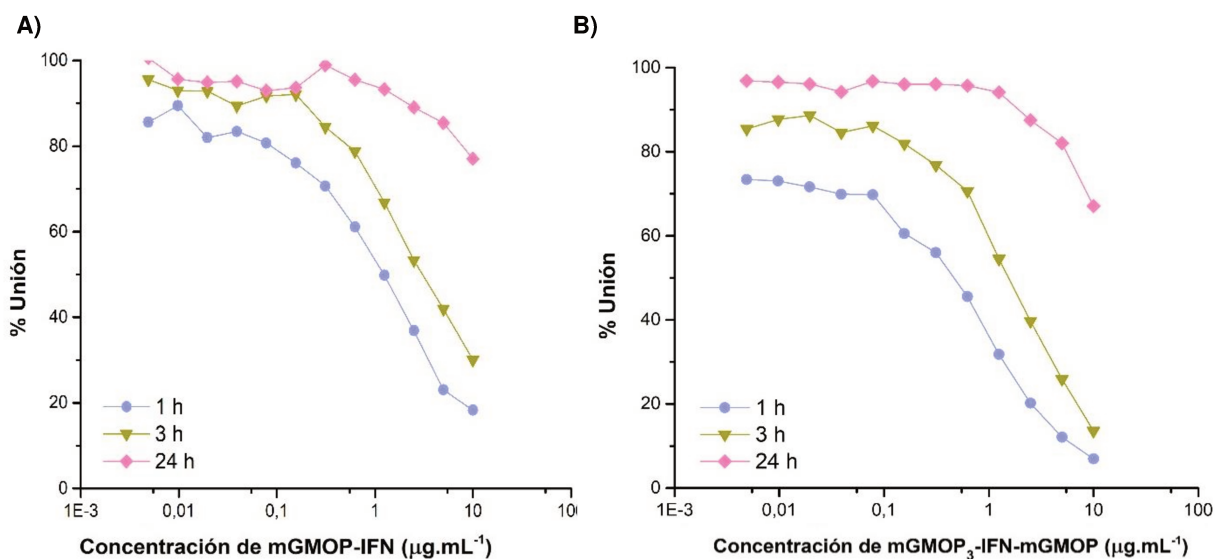 A)
100
80
60
40
20
0
% Unión
1 h
3 h
24 h
1E-3
0,01
0,1
1
10
10
Concentración de mGMOP-IFN (µg.mL⁻¹)
B)
100
80
60
40
20
0
% Unión
1 h
3 h
24 h
1E-3
0,01
0,1
1
10
100
Concentración de mGMOP₃-IFN-mGMOP (µg.mL⁻¹)